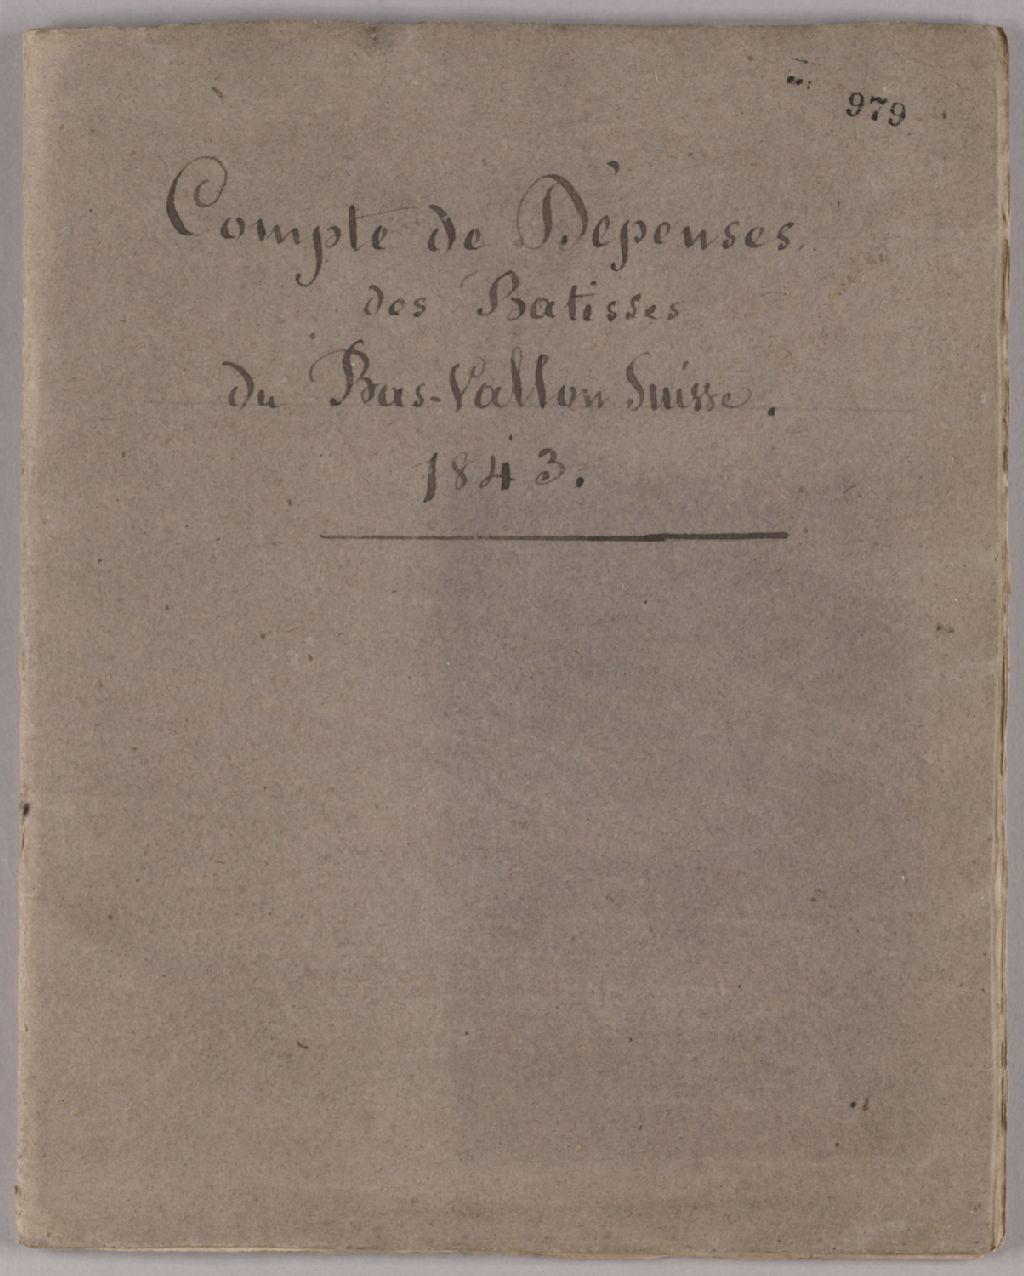 979
Compte de Dépenses
des Batisses
du Bas-Vallon Suisse.
1843.